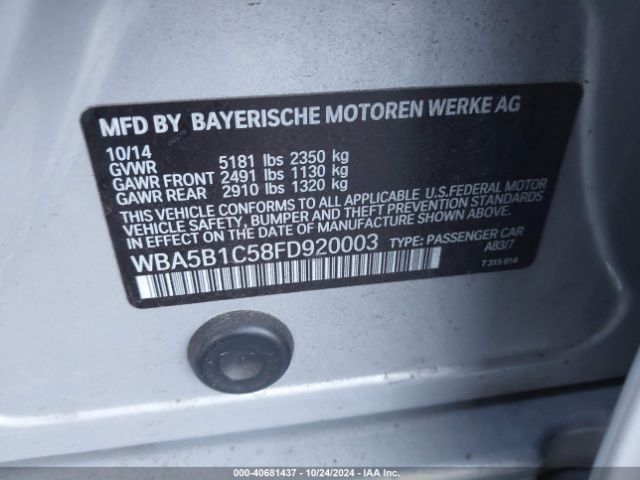 MFD BY BAYERISCHE MOTOREN WERKE AG
10/14
GVWR 5181 lbs 2350 kg
GAWR FRONT 2491 lbs 1130 kg
GAWR REAR 2910 lbs 1320 kg
THIS VEHICLE CONFORMS TO ALL APPLICABLE U.S.FEDERAL MOTOR
VEHICLE SAFETY, BUMPER AND THEFT PREVENTION STANDARDS
IN EFFECT ON THE DATE OF MANUFACTURE SHOWN ABOVE.
WBA5B1C58FD920003 TYPE: PASSENGER CAR
A83/7
7 315 614
000-40681437 - 10/24/2024 - IAA Inc.